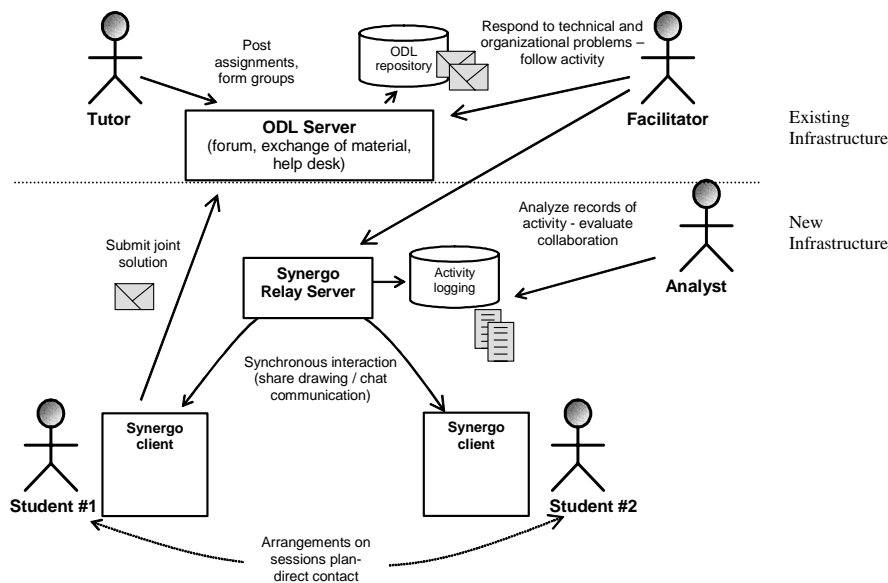 Post
assignments,
form groups
ODL
repository
Respond to technical and
organizational problems –
follow activity
Tutor
Facilitator
ODL Server
(forum, exchange of material,
help desk)
Existing
Infrastructure
New
Infrastructure
Analyze records of
activity - evaluate
collaboration
Submit joint
solution
Synergo
Relay Server
Activity
logging
Analyst
Synchronous interaction
(share drawing / chat
communication)
Synergo
client
Synergo
client
Student #1
Student #2
Arrangements on
sessions plan-
direct contact